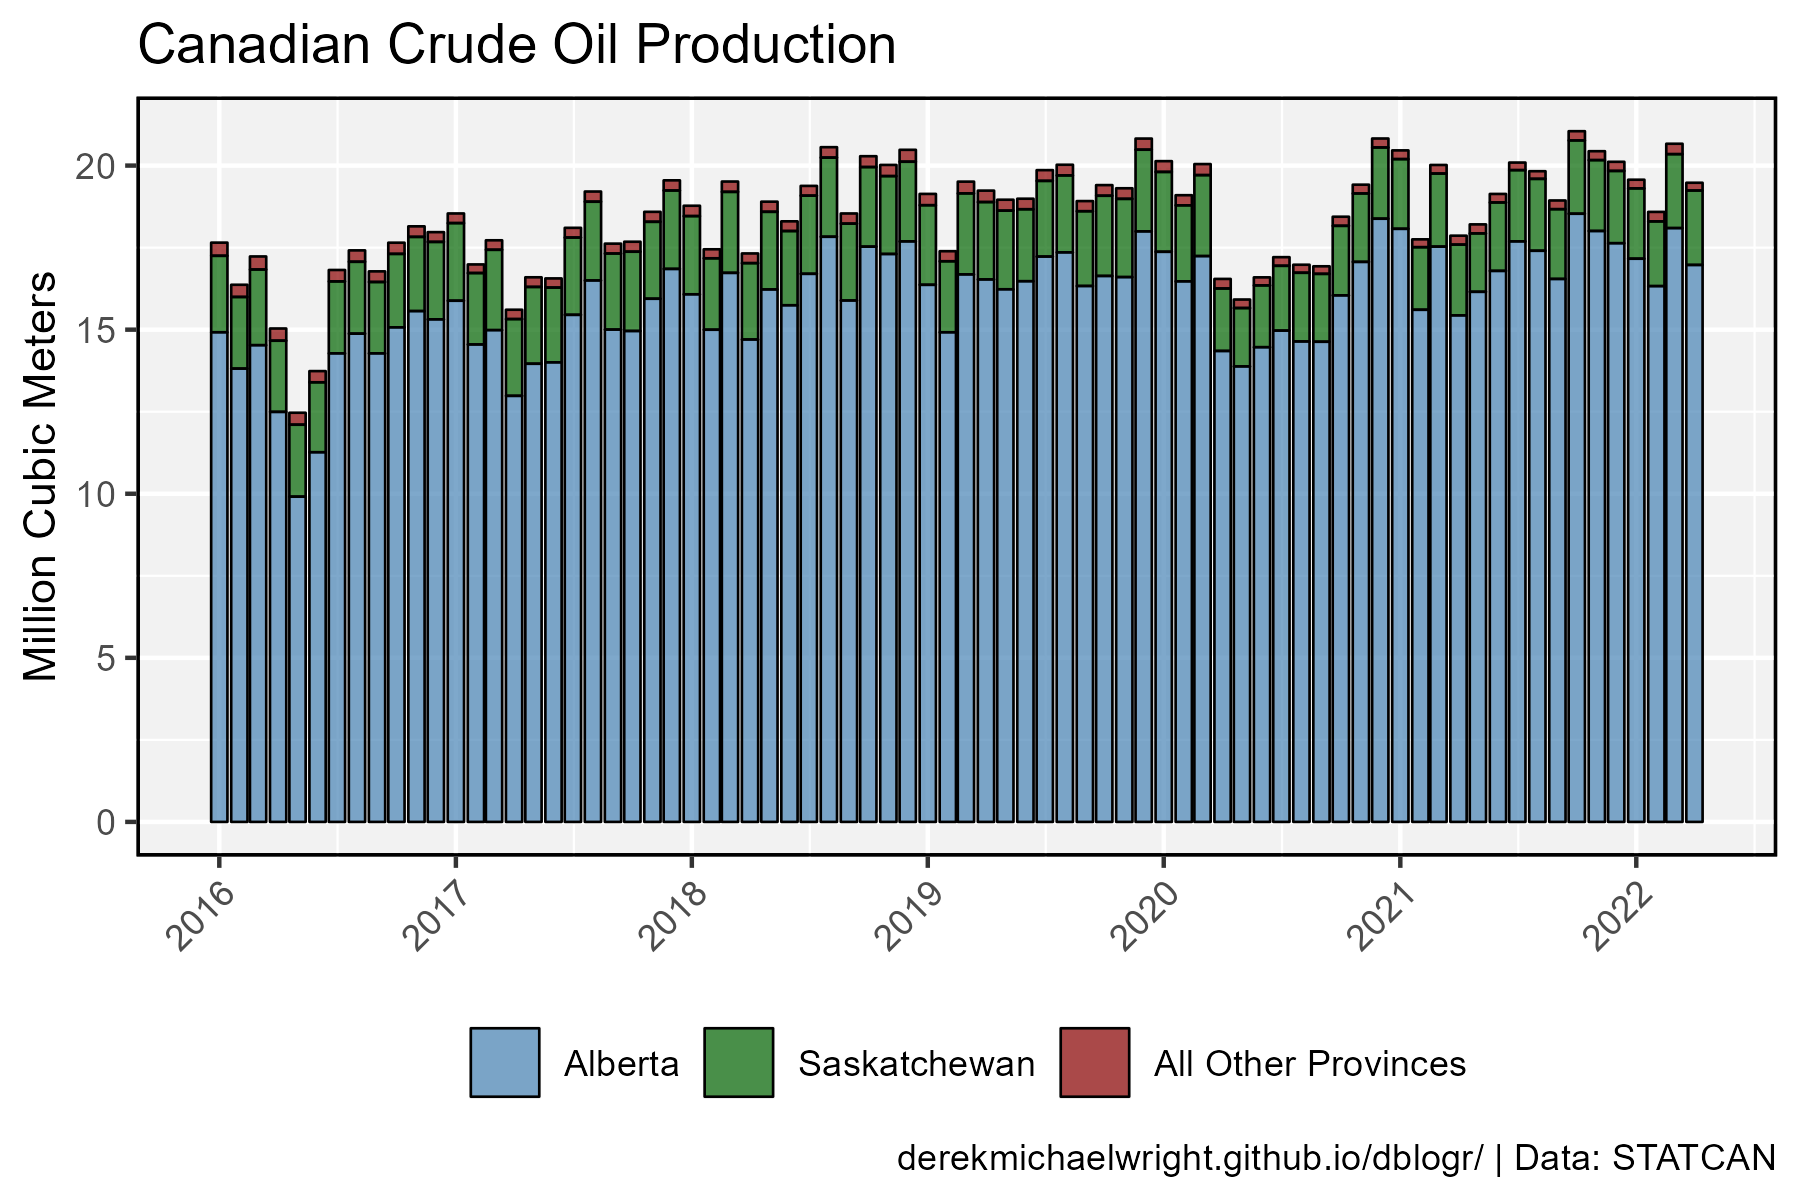 Canadian Crude Oil Production
Million Cubic Meters
20
15
10
5
0
2016 2017 2018 2019 2020 2021 2022
Alberta Saskatchewan All Other Provinces
derekmichaelwright.github.io/dblogr/ | Data: STATCAN